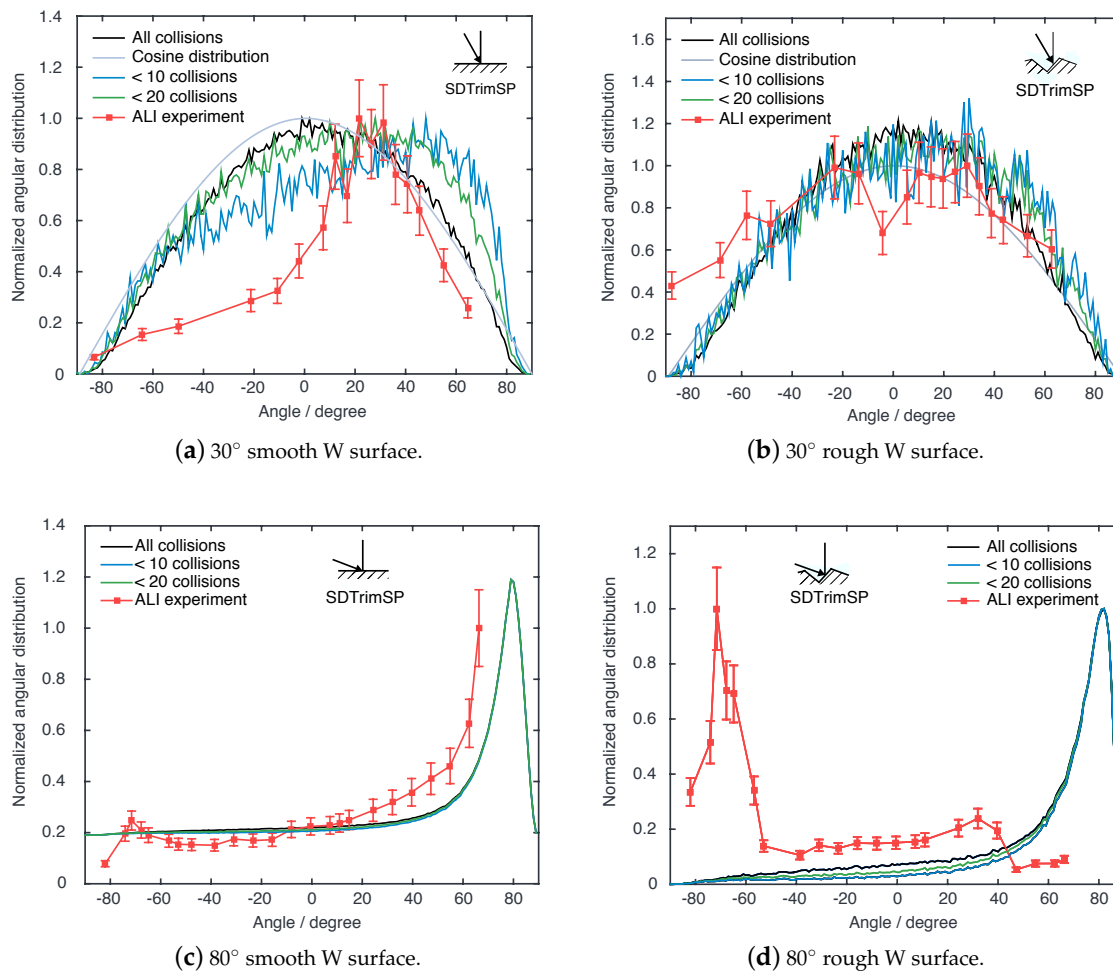 1.4
1.2
1.0
0.8
0.6
0.4
0.2
0
Normalized angular distribution
All collisions
Cosine distribution
< 10 collisions
< 20 collisions
ALI experiment
SDTrimSP
-80 -60 -40 -20 0 20 40 60 80
Angle / degree
(a) 30° smooth W surface.
1.6
1.4
1.2
1.0
0.8
0.6
0.4
0.2
0
Normalized angular distribution
All collisions
Cosine distribution
< 10 collisions
< 20 collisions
ALI experiment
SDTrimSP
-80 -60 -40 -20 0 20 40 60 80
Angle / degree
(b) 30° rough W surface.
1.4
1.2
1.0
0.8
0.6
0.4
0.2
0
Normalized angular distribution
All collisions
< 10 collisions
< 20 collisions
ALI experiment
SDTrimSP
-80 -60 -40 -20 0 20 40 60 80
Angle / degree
(c) 80° smooth W surface.
1.4
1.2
1.0
0.8
0.6
0.4
0.2
0
Normalized angular distribution
SDTrimSP
All collisions
< 20 collisions
< 10 collisions
ALI experiment
-80 -60 -40 -20 0 20 40 60 80
Angle / degree
(d) 80° rough W surface.